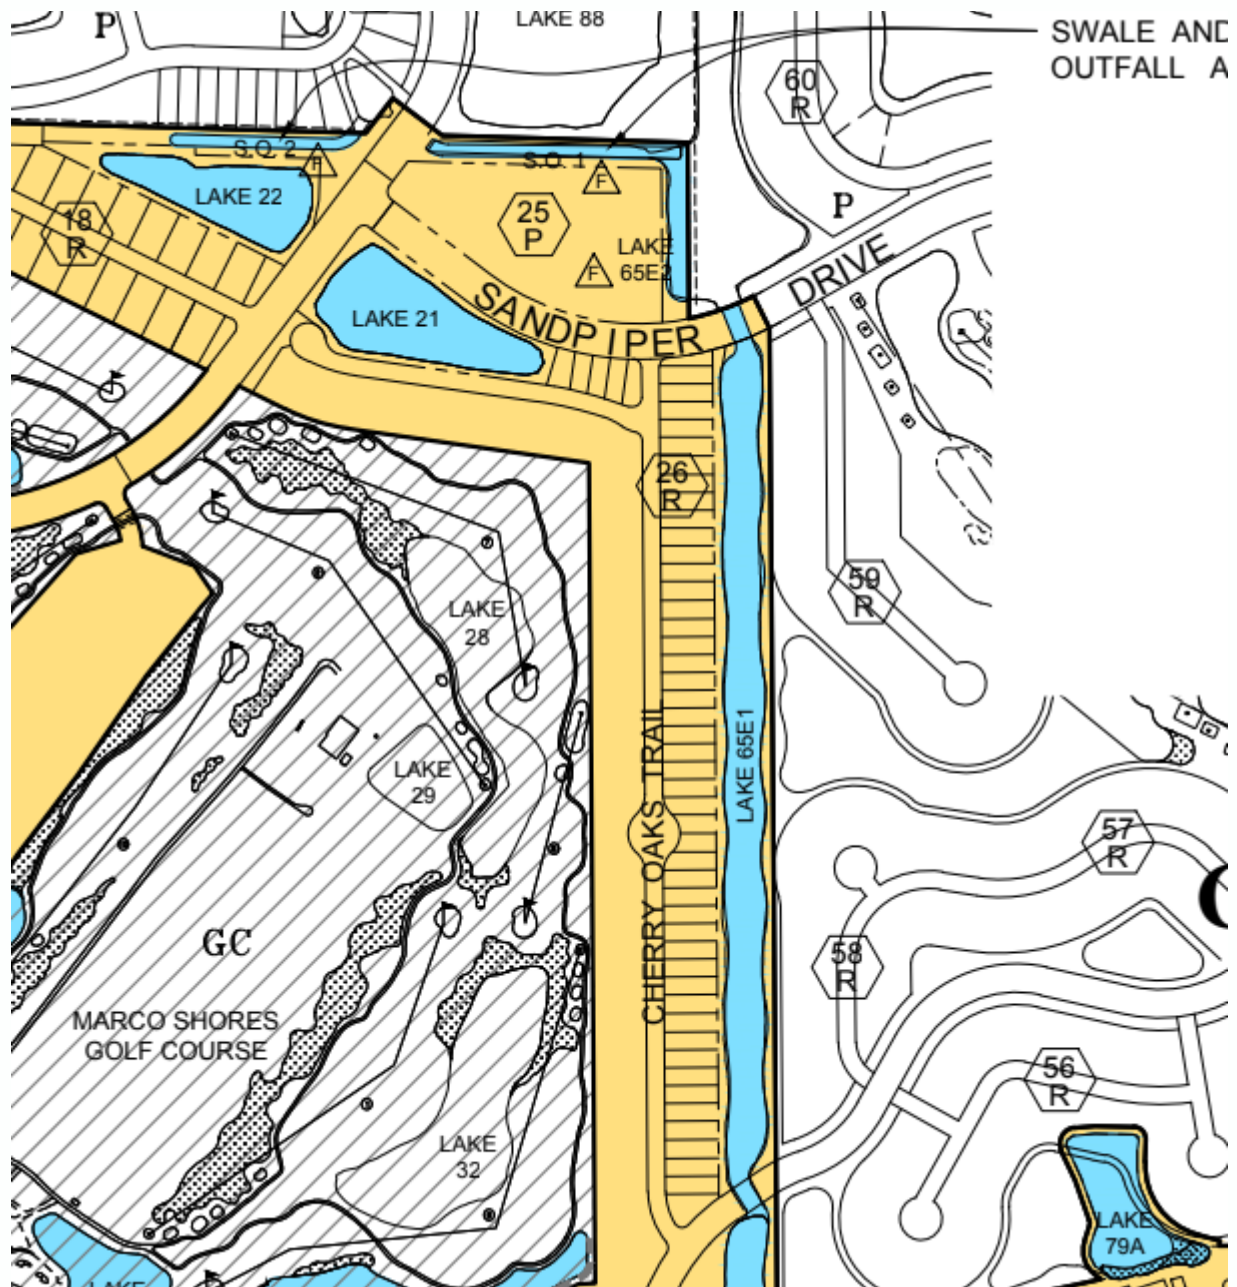 P
LAKE 88
SWALE AND
OUTFALL A
60
R
S.O. 2
F
S.O. 1
F
LAKE 22
18
R
25
P
P
LAKE
65E2
F
DRIVE
LAKE 21
SANDPIPER
26
R
LAKE
28
59
R
LAKE 65E1
CHERRY OAKS TRAIL
LAKE
29
57
R
GC
58
R
MARCO SHORES
GOLF COURSE
56
R
LAKE
32
LAKE
79A
LAKE